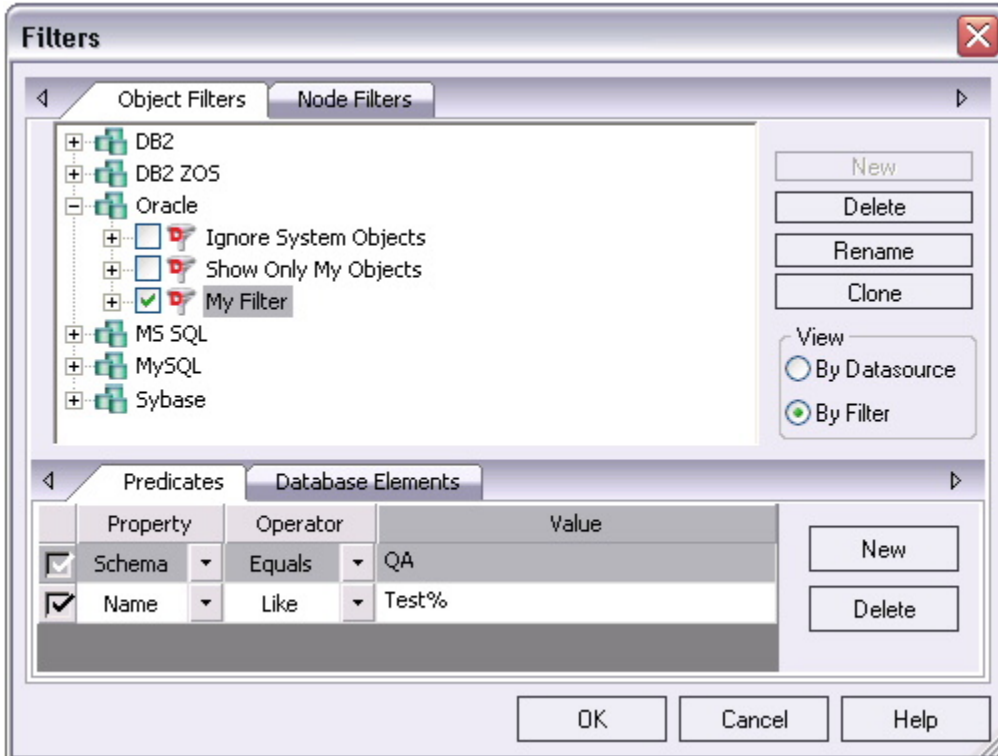 Filters
Object Filters Node Filters
DB2
DB2 ZOS
Oracle
Ignore System Objects
Show Only My Objects
My Filter
MS SQL
MySQL
Sybase
New
Delete
Rename
Clone
View
By Datasource
By Filter
Predicates Database Elements
Property Operator Value
Schema Equals QA
Name Like Test%
New
Delete
OK Cancel Help